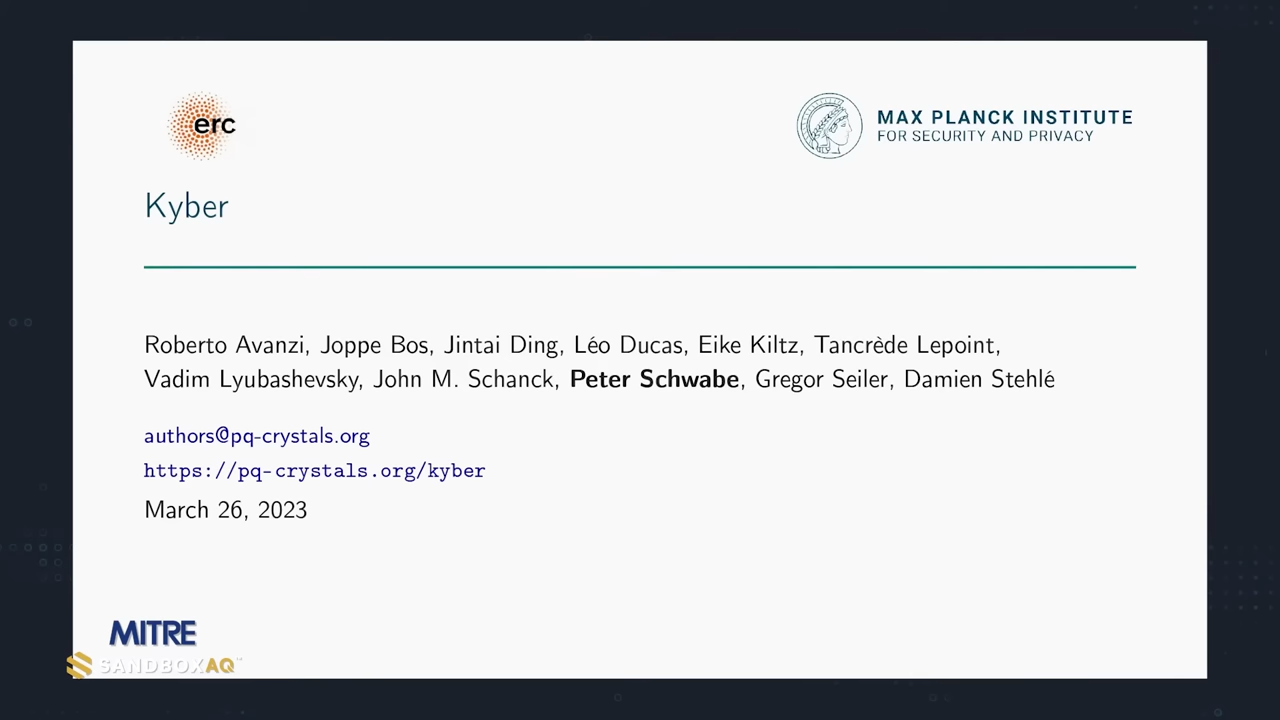 erc
MAX PLANCK INSTITUTE
FOR SECURITY AND PRIVACY
Kyber
Roberto Avanzi, Joppe Bos, Jintai Ding, Léo Ducas, Eike Kiltz, Tancrède Lepoint,
Vadim Lyubashevsky, John M. Schanck, Peter Schwabe, Gregor Seiler, Damien Stehlé
authors@pq-crystals.org
https://pq-crystals.org/kyber
March 26, 2023
MITRE
SANDBOXAQ™